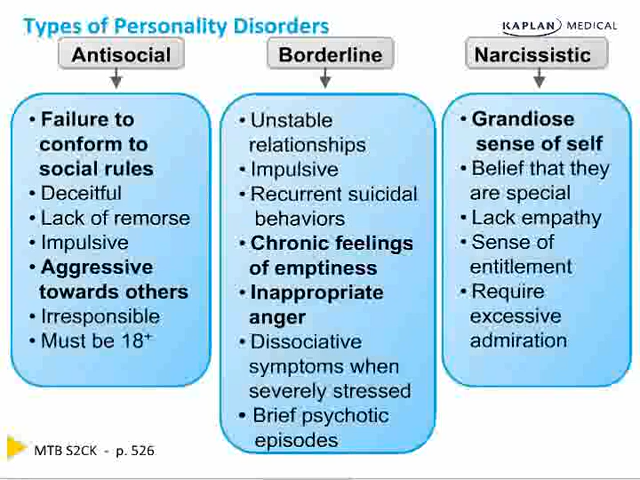 Types of Personality Disorders
KAPLAN MEDICAL
Antisocial
• Failure to
conform to
social rules
• Deceitful
• Lack of remorse
• Impulsive
• Aggressive
towards others
• Irresponsible
• Must be 18+
Borderline
• Unstable
relationships
• Impulsive
• Recurrent suicidal
behaviors
• Chronic feelings
of emptiness
• Inappropriate
anger
• Dissociative
symptoms when
severely stressed
• Brief psychotic
episodes
Narcissistic
• Grandiose
sense of self
• Belief that they
are special
• Lack empathy
• Sense of
entitlement
• Require
excessive
admiration
MTB S2CK - p. 526